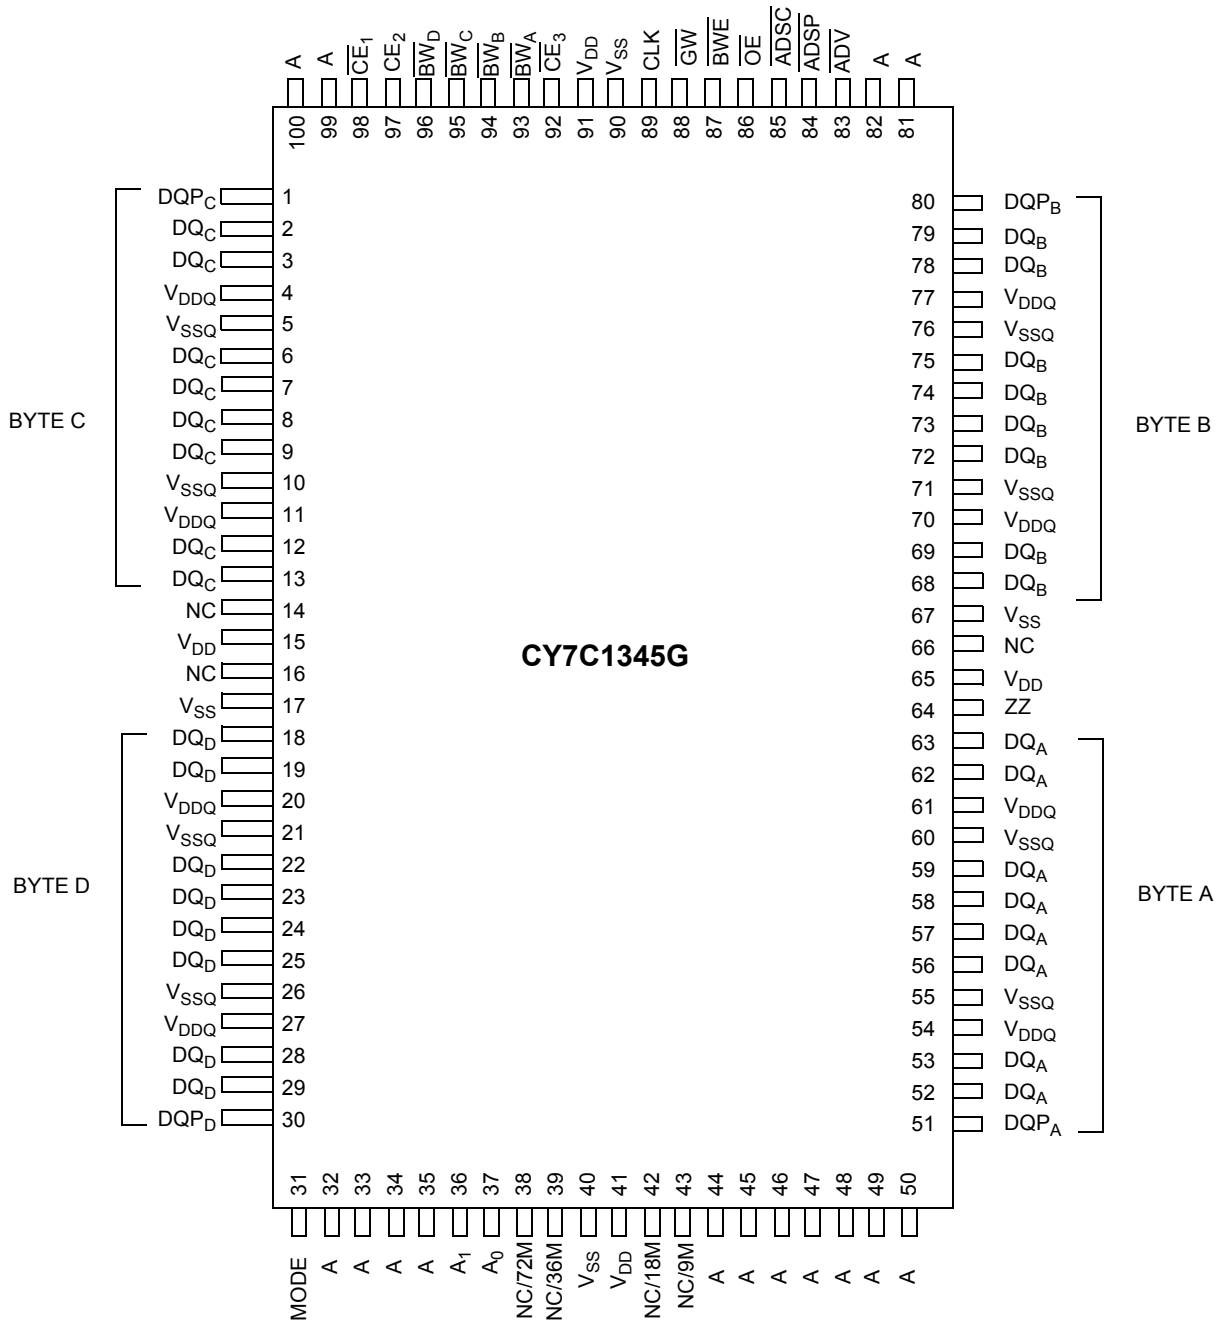 A A CE1 CE2 BWD BWC BWB BWA CE3 VDD VSS CLK GW BWE OE ADSC ADSP ADV A A
100 99 98 97 96 95 94 93 92 91 90 89 88 87 86 85 84 83 82 81
DQPC 1 80 DQPB
DQC 2 79 DQB
DQC 3 78 DQB
VDDQ 4 77 VDDQ
VSSQ 5 76 VSSQ
DQC 6 75 DQB
DQC 7 74 DQB
BYTE C DQC 8 73 DQB BYTE B
DQC 9 72 DQB
VSSQ 10 71 VSSQ
VDDQ 11 70 VDDQ
DQC 12 69 DQB
DQC 13 68 DQB
NC 14 67 VSS
VDD 15 66 NC
CY7C1345G
NC 16 65 VDD
VSS 17 64 ZZ
DQD 18 63 DQA
DQD 19 62 DQA
VDDQ 20 61 VDDQ
VSSQ 21 60 VSSQ
DQD 22 59 DQA
BYTE D DQD 23 58 DQA BYTE A
DQD 24 57 DQA
DQD 25 56 DQA
VSSQ 26 55 VSSQ
VDDQ 27 54 VDDQ
DQD 28 53 DQA
DQD 29 52 DQA
DQPD 30 51 DQPA
31 32 33 34 35 36 37 38 39 40 41 42 43 44 45 46 47 48 49 50
MODE A A A A A1 A0 NC/72M NC/36M VSS VDD NC/18M NC/9M A A A A A A A